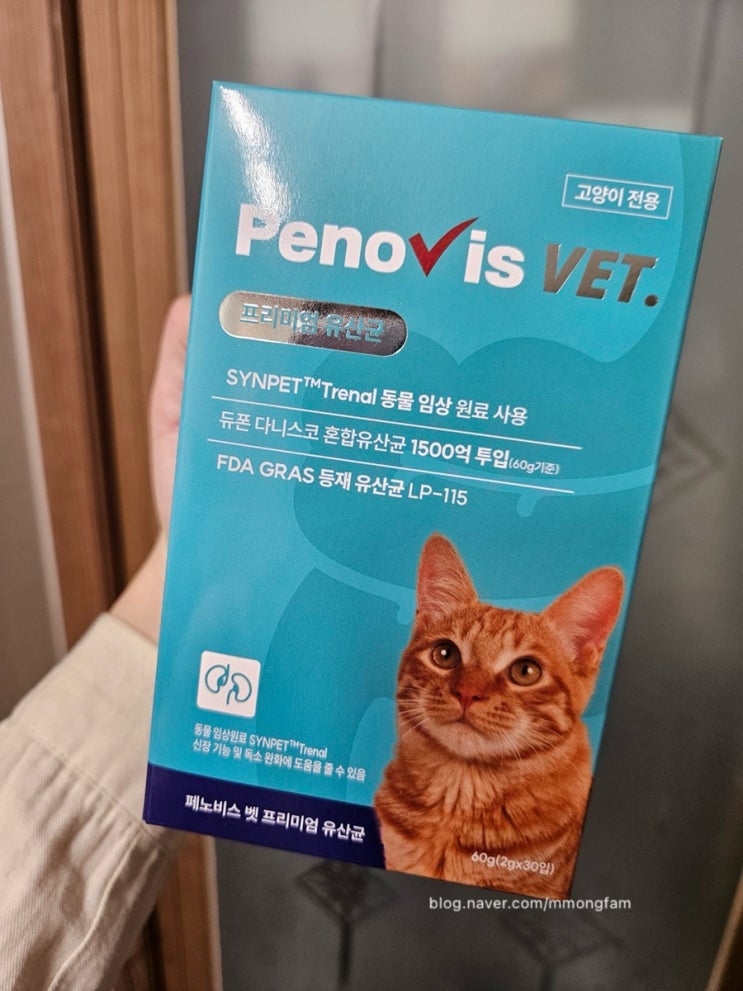 고양이 전용
Penovis VET.
프리미엄 유산균
SYNPET™Trenal 동물 임상 원료 사용
듀폰 다니스코 혼합유산균 1500억 투입(60g기준)
FDA GRAS 등재 유산균 LP-115
동물 임상원료 SYNPET™Trenal
신장 기능 및 독소 완화에 도움을 줄 수 있음
페노비스 벳 프리미엄 유산균
60g(2gx30입)
blog.naver.com/mmongfam